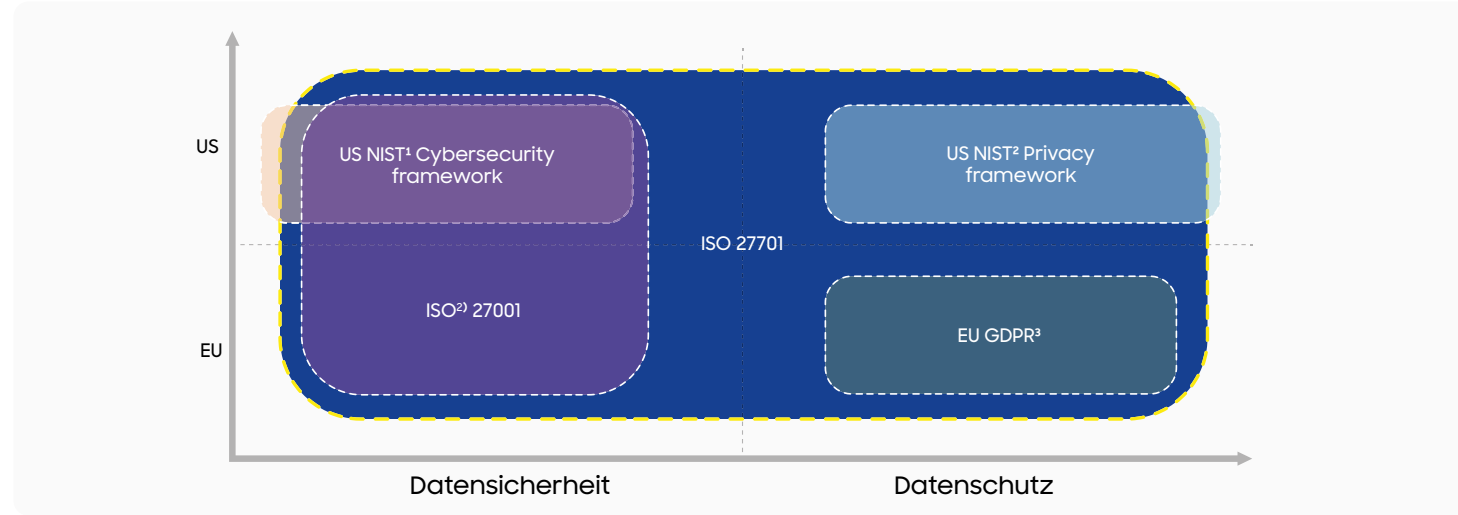 US
US NIST¹ Cybersecurity
framework
US NIST² Privacy
framework
ISO 27701
ISO²⁾ 27001
EU GDPR³
EU
Datensicherheit
Datenschutz